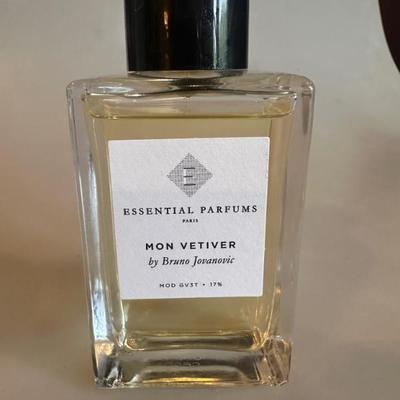 E
ESSENTIAL PARFUMS
PARIS
MON VETIVER
by Bruno Jovanovic
MOD GV3T • 17%